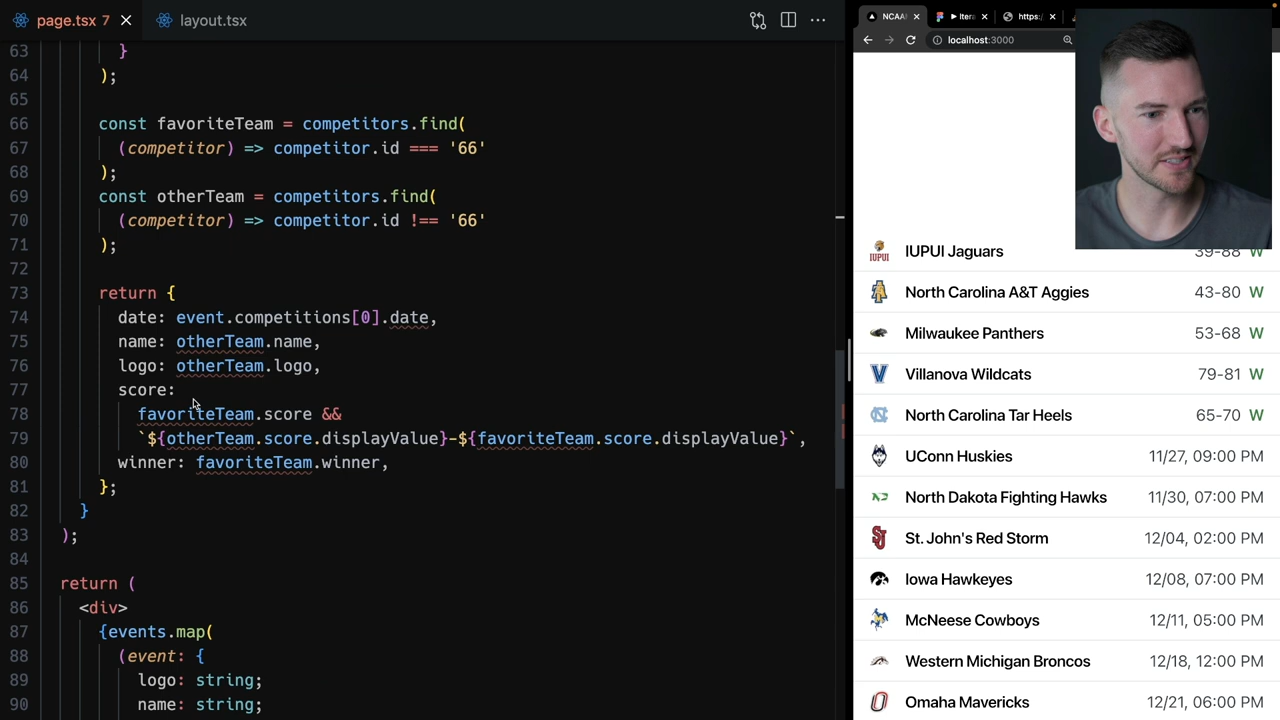 page.tsx 7
layout.tsx
63 }
64 );
65
66 const favoriteTeam = competitors.find(
67 (competitor) => competitor.id === '66'
68 );
69 const otherTeam = competitors.find(
70 (competitor) => competitor.id !== '66'
71 );
72
73 return {
74 date: event.competitions[0].date,
75 name: otherTeam.name,
76 logo: otherTeam.logo,
77 score:
78 favoriteTeam.score &&
79 `${otherTeam.score.displayValue}-${favoriteTeam.score.displayValue}`,
80 winner: favoriteTeam.winner,
81 };
82 }
83 );
84
85 return (
86 <div>
87 {events.map(
88 (event: {
89 logo: string;
90 name: string;
NCAAI
Itera
https:/
localhost:3000
IUPUI
IUPUI Jaguars 39-88 W
North Carolina A&T Aggies 43-80 W
Milwaukee Panthers 53-68 W
Villanova Wildcats 79-81 W
North Carolina Tar Heels 65-70 W
UConn Huskies 11/27, 09:00 PM
North Dakota Fighting Hawks 11/30, 07:00 PM
St. John's Red Storm 12/04, 02:00 PM
Iowa Hawkeyes 12/08, 07:00 PM
McNeese Cowboys 12/11, 05:00 PM
Western Michigan Broncos 12/18, 12:00 PM
Omaha Mavericks 12/21, 06:00 PM